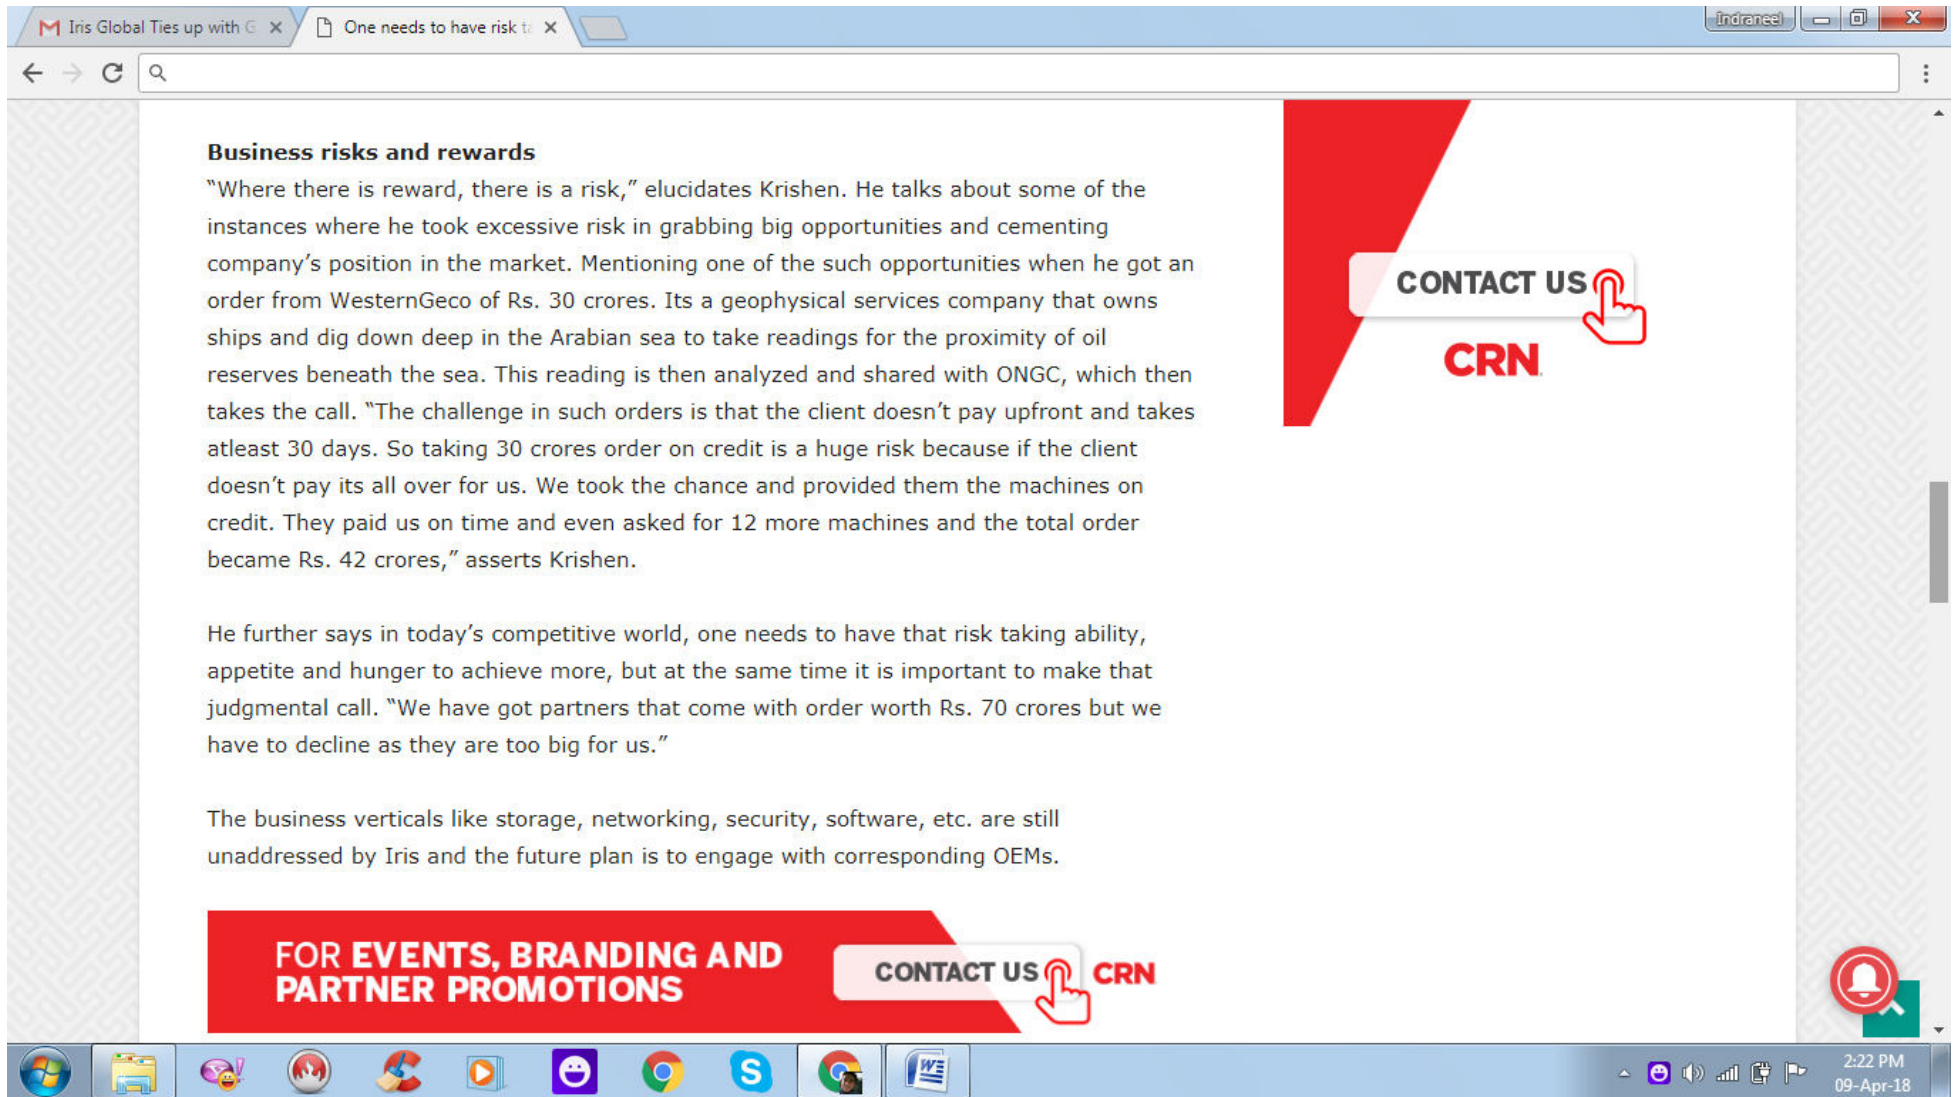 Iris Global Ties up with G
One needs to have risk ta
Indraneel
Business risks and rewards
“Where there is reward, there is a risk,” elucidates Krishen. He talks about some of the
instances where he took excessive risk in grabbing big opportunities and cementing
company’s position in the market. Mentioning one of the such opportunities when he got an
order from WesternGeco of Rs. 30 crores. Its a geophysical services company that owns
ships and dig down deep in the Arabian sea to take readings for the proximity of oil
reserves beneath the sea. This reading is then analyzed and shared with ONGC, which then
takes the call. “The challenge in such orders is that the client doesn’t pay upfront and takes
atleast 30 days. So taking 30 crores order on credit is a huge risk because if the client
doesn’t pay its all over for us. We took the chance and provided them the machines on
credit. They paid us on time and even asked for 12 more machines and the total order
became Rs. 42 crores,” asserts Krishen.
He further says in today’s competitive world, one needs to have that risk taking ability,
appetite and hunger to achieve more, but at the same time it is important to make that
judgmental call. “We have got partners that come with order worth Rs. 70 crores but we
have to decline as they are too big for us.”
The business verticals like storage, networking, security, software, etc. are still
unaddressed by Iris and the future plan is to engage with corresponding OEMs.
CONTACT US
CRN
FOR EVENTS, BRANDING AND
PARTNER PROMOTIONS
CONTACT US
CRN
2:22 PM
09-Apr-18